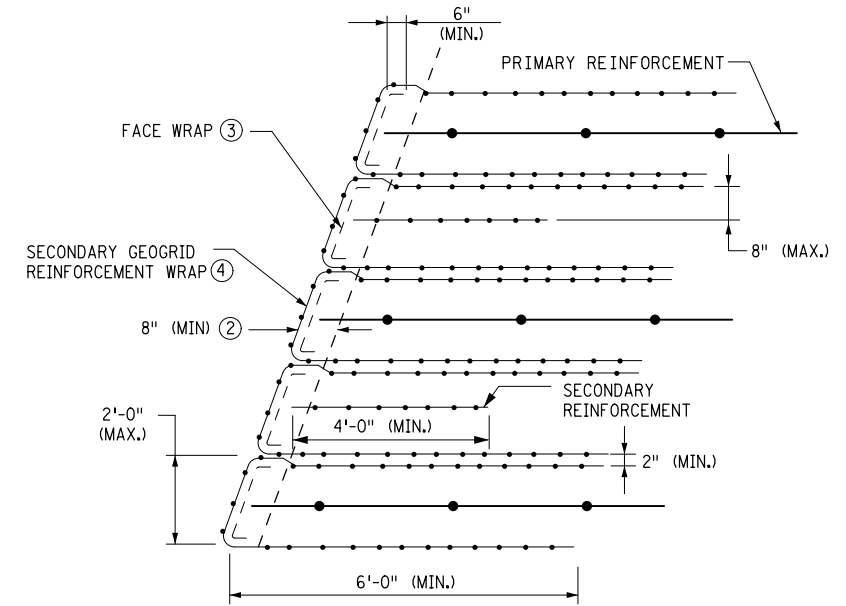 6"
(MIN.)
PRIMARY REINFORCEMENT
FACE WRAP 3
8" (MAX.)
SECONDARY GEOGRID
REINFORCEMENT WRAP 4
8" (MIN) 2
SECONDARY
REINFORCEMENT
2'-0"
(MAX.)
4'-0" (MIN.)
2" (MIN.)
6'-0" (MIN.)